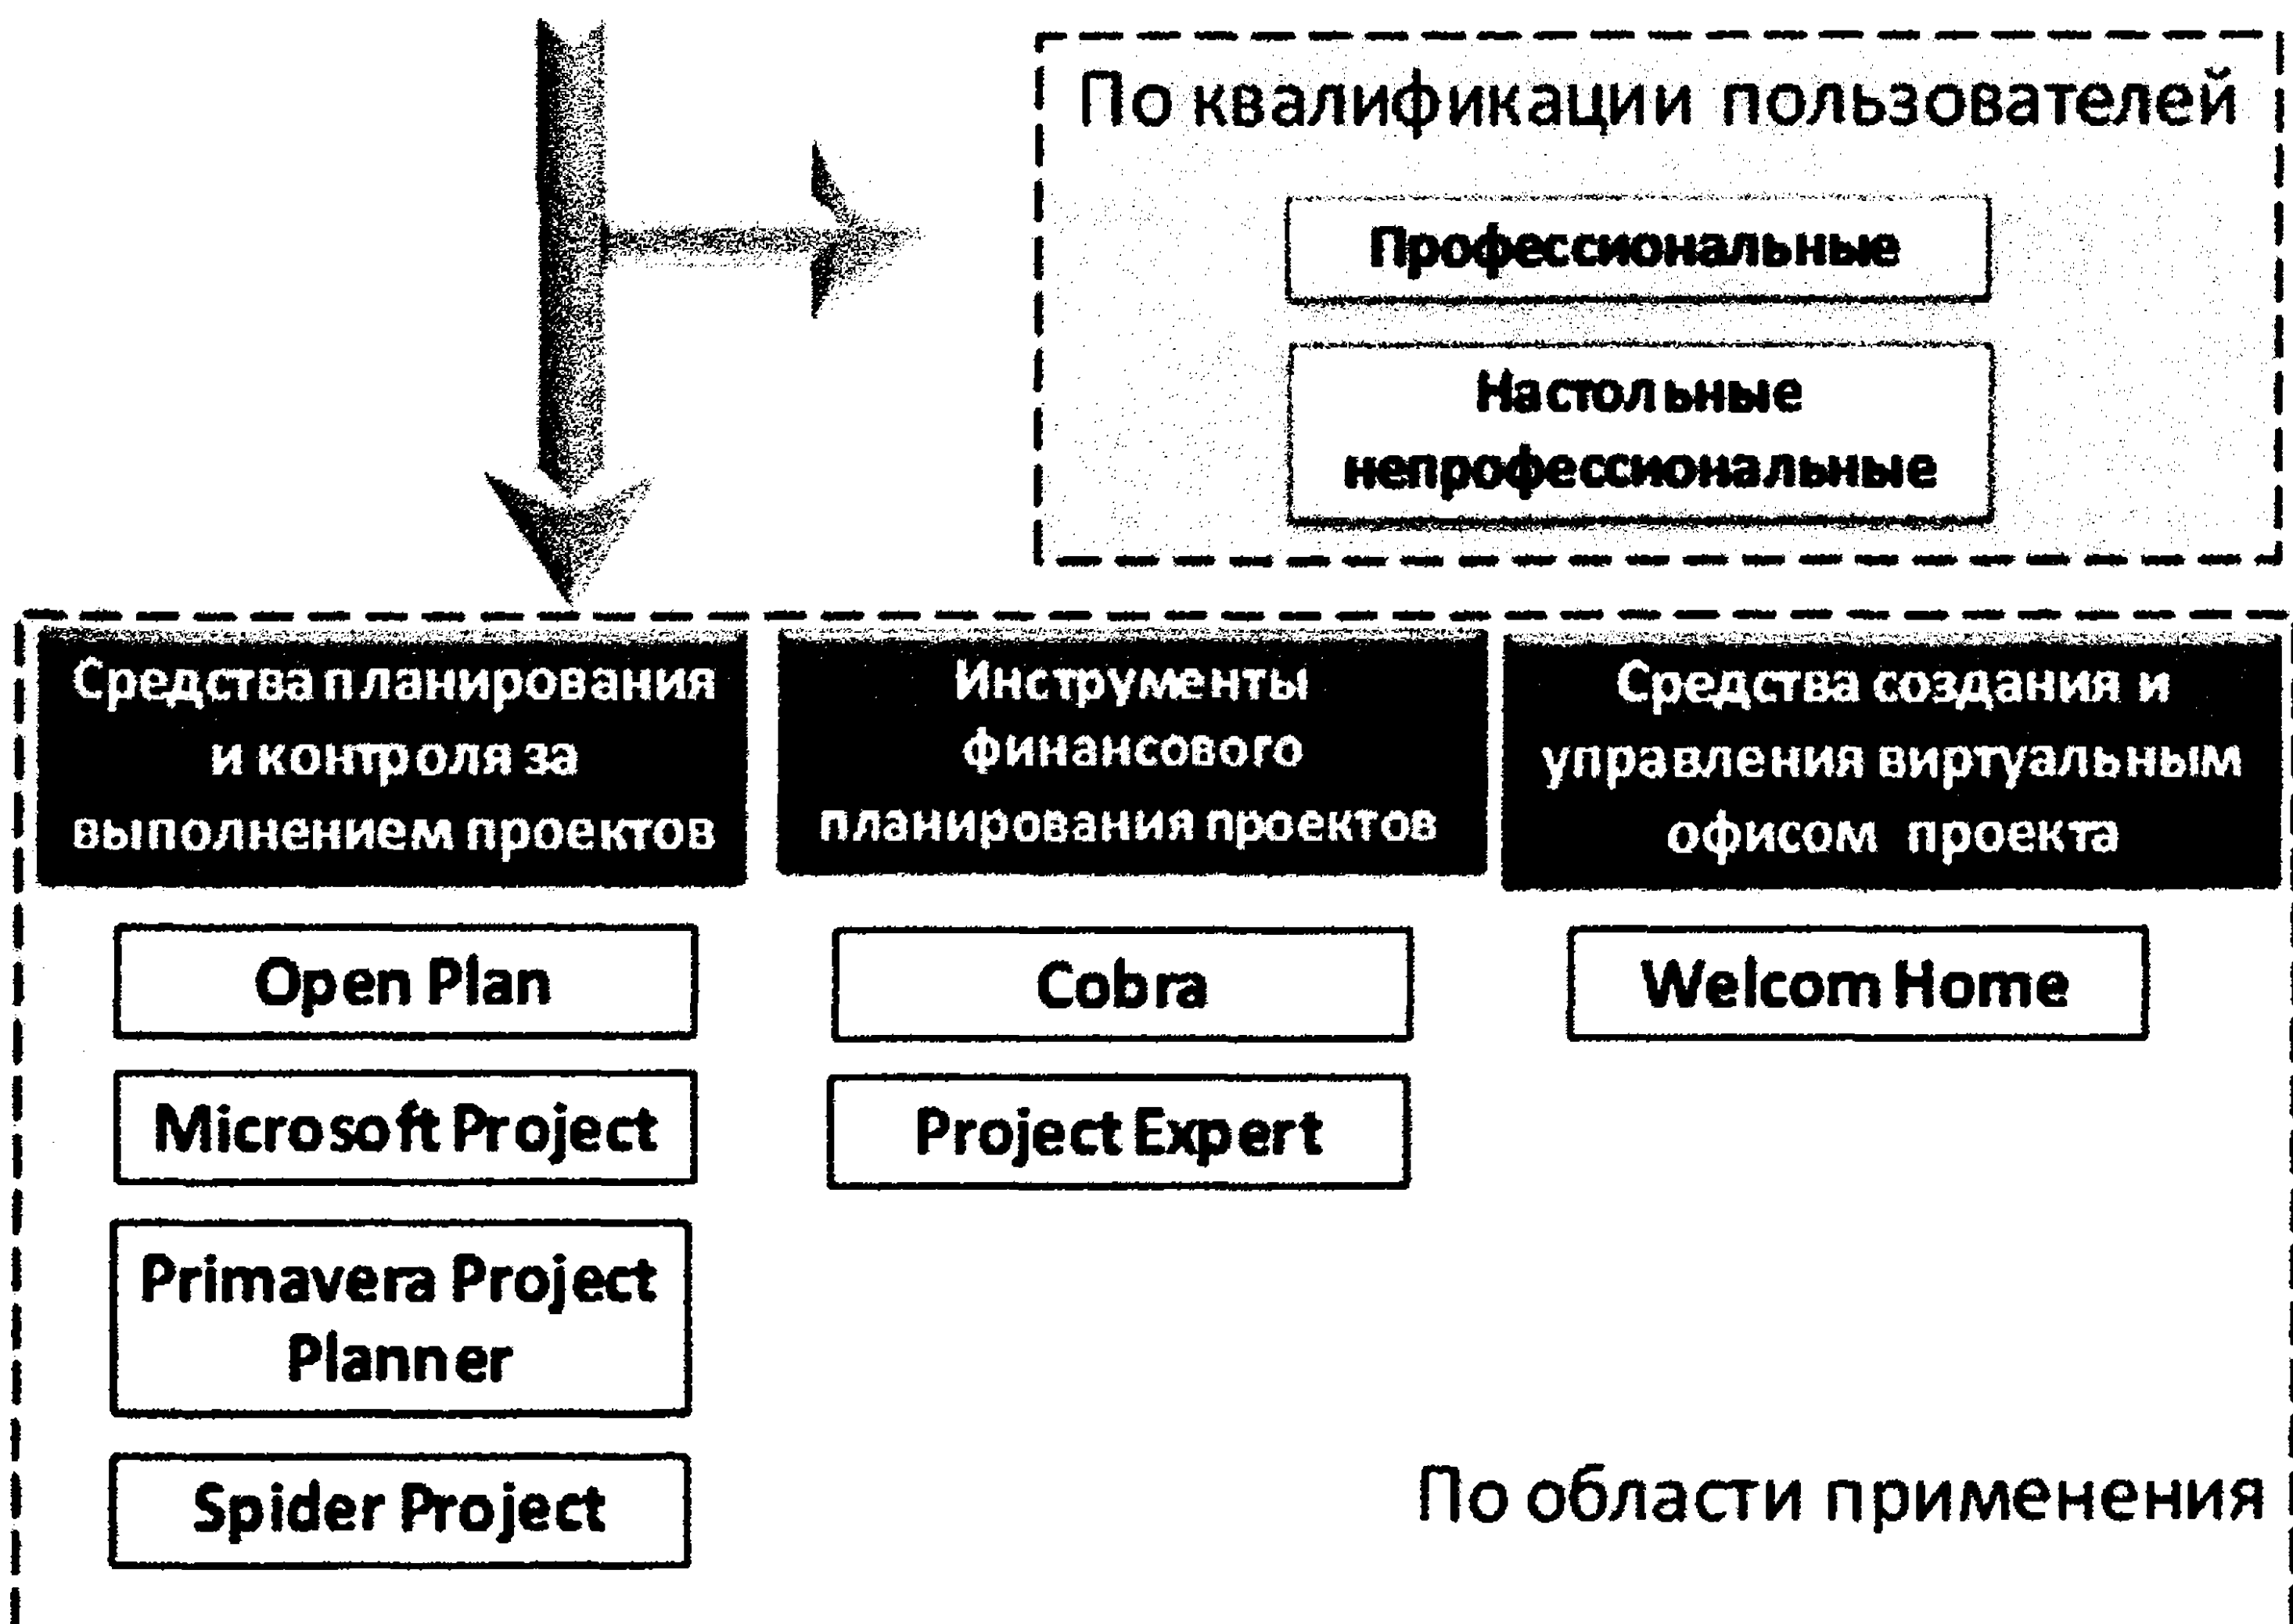 По квалификации пользователей
Профессиональные
Настольные
непрофессиональные
Средства планирования
и контроля за
выполнением проектов
Инструменты
финансового
планирования проектов
Средства создания и
управления виртуальным
офисом проекта
Open Plan
Microsoft Project
Primavera Project
Planner
Spider Project
Cobra
Project Expert
Welcom Home
По области применения